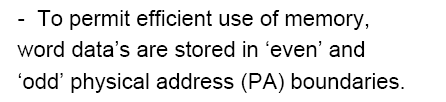 - To permit efficient use of memory,
word data’s are stored in ‘even’ and
‘odd’ physical address (PA) boundaries.